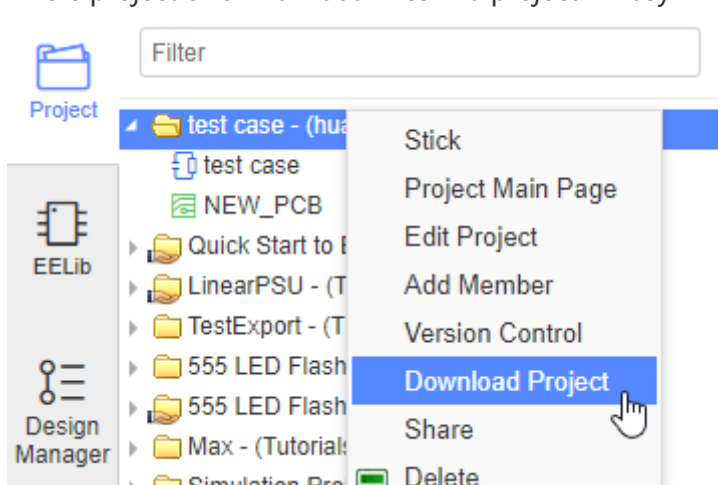 Filter
Project
test case - (hua
test case
NEW_PCB
Quick Start to E
LinearPSU - (T
TestExport - (T
555 LED Flash
555 LED Flash
Max - (Tutorials
EELib
Design
Manager
Stick
Project Main Page
Edit Project
Add Member
Version Control
Download Project
Share
Delete